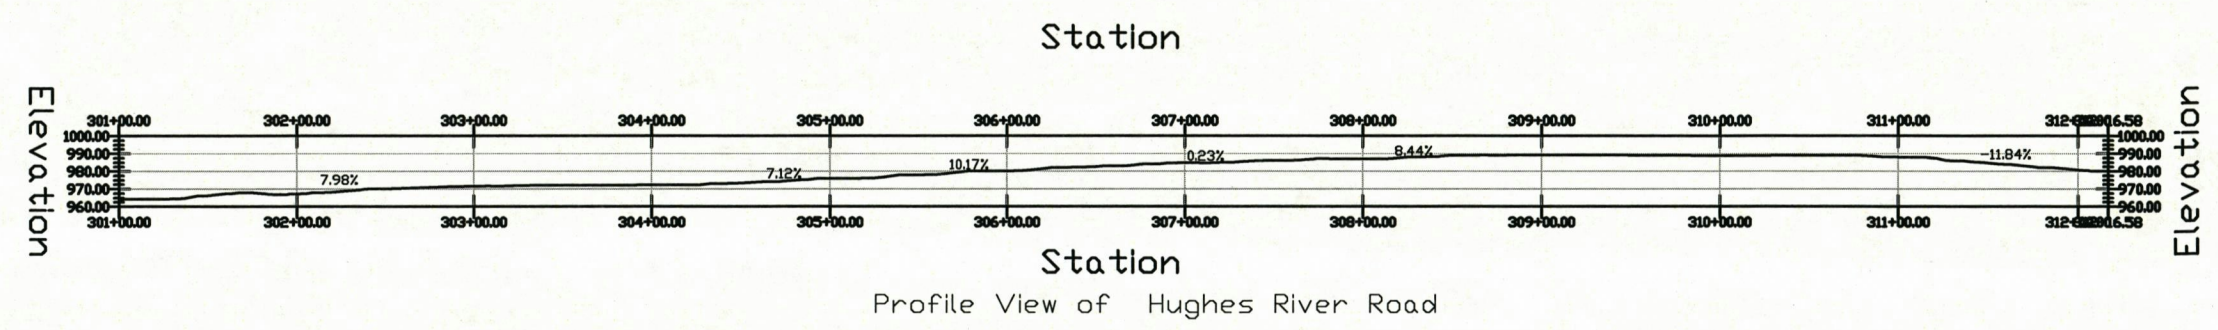 Station
Elevation
Elevation
301+00.00 302+00.00 303+00.00 304+00.00 305+00.00 306+00.00 307+00.00 308+00.00 309+00.00 310+00.00 311+00.00
1000.00 1000.00
990.00 7.98% 7.12% 10.17% 0.23% 8.44% -11.84% 990.00
980.00 980.00
970.00 970.00
960.00 960.00
301+00.00 302+00.00 303+00.00 304+00.00 305+00.00 306+00.00 307+00.00 308+00.00 309+00.00 310+00.00 311+00.00
Station
Profile View of Hughes River Road